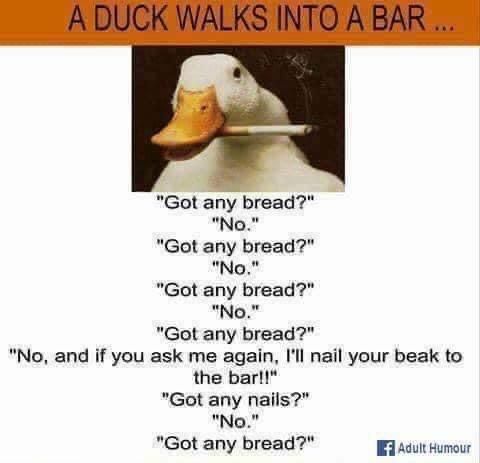 A DUCK WALKS INTO A BAR ...
"Got any bread?"
"No."
"Got any bread?"
"No."
"Got any bread?"
"No."
"Got any bread?"
"No, and if you ask me again, I'll nail your beak to
the bar!!"
"Got any nails?"
"No."
"Got any bread?"
f Adult Humour